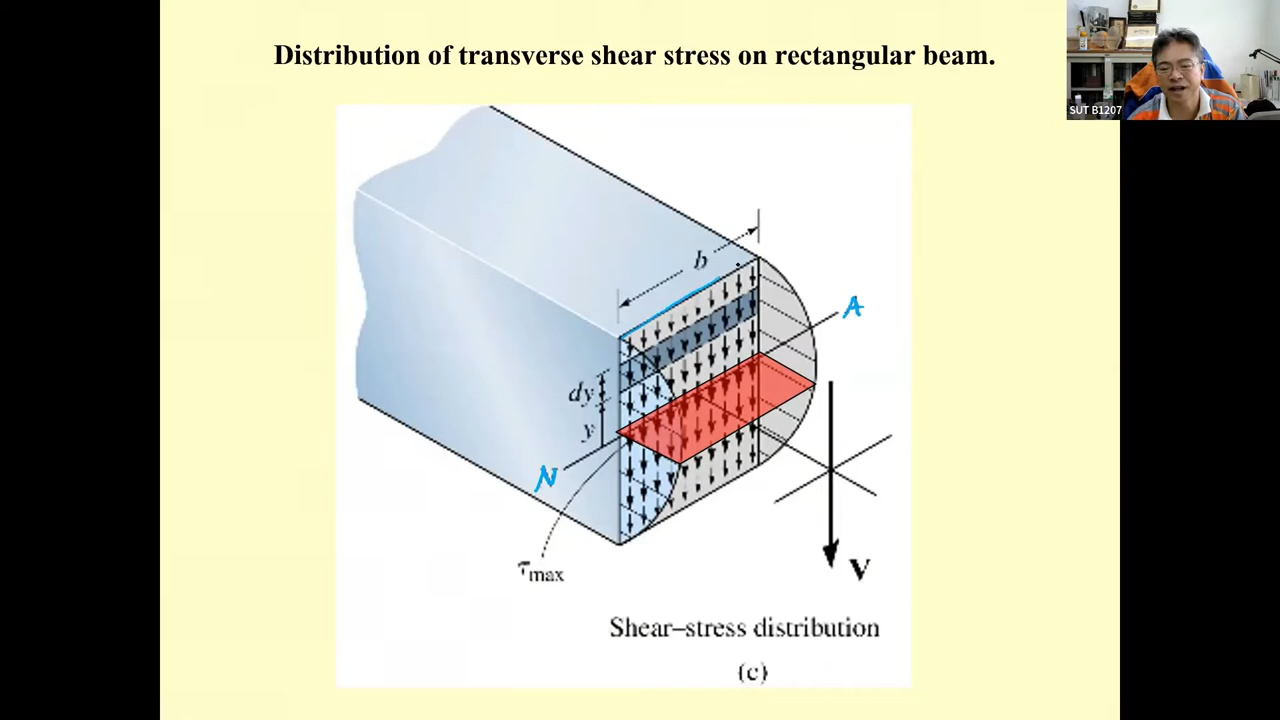 Distribution of transverse shear stress on rectangular beam.
SUT B1207
b
A
dy
y
N
τmax
V
Shear–stress distribution
(c)